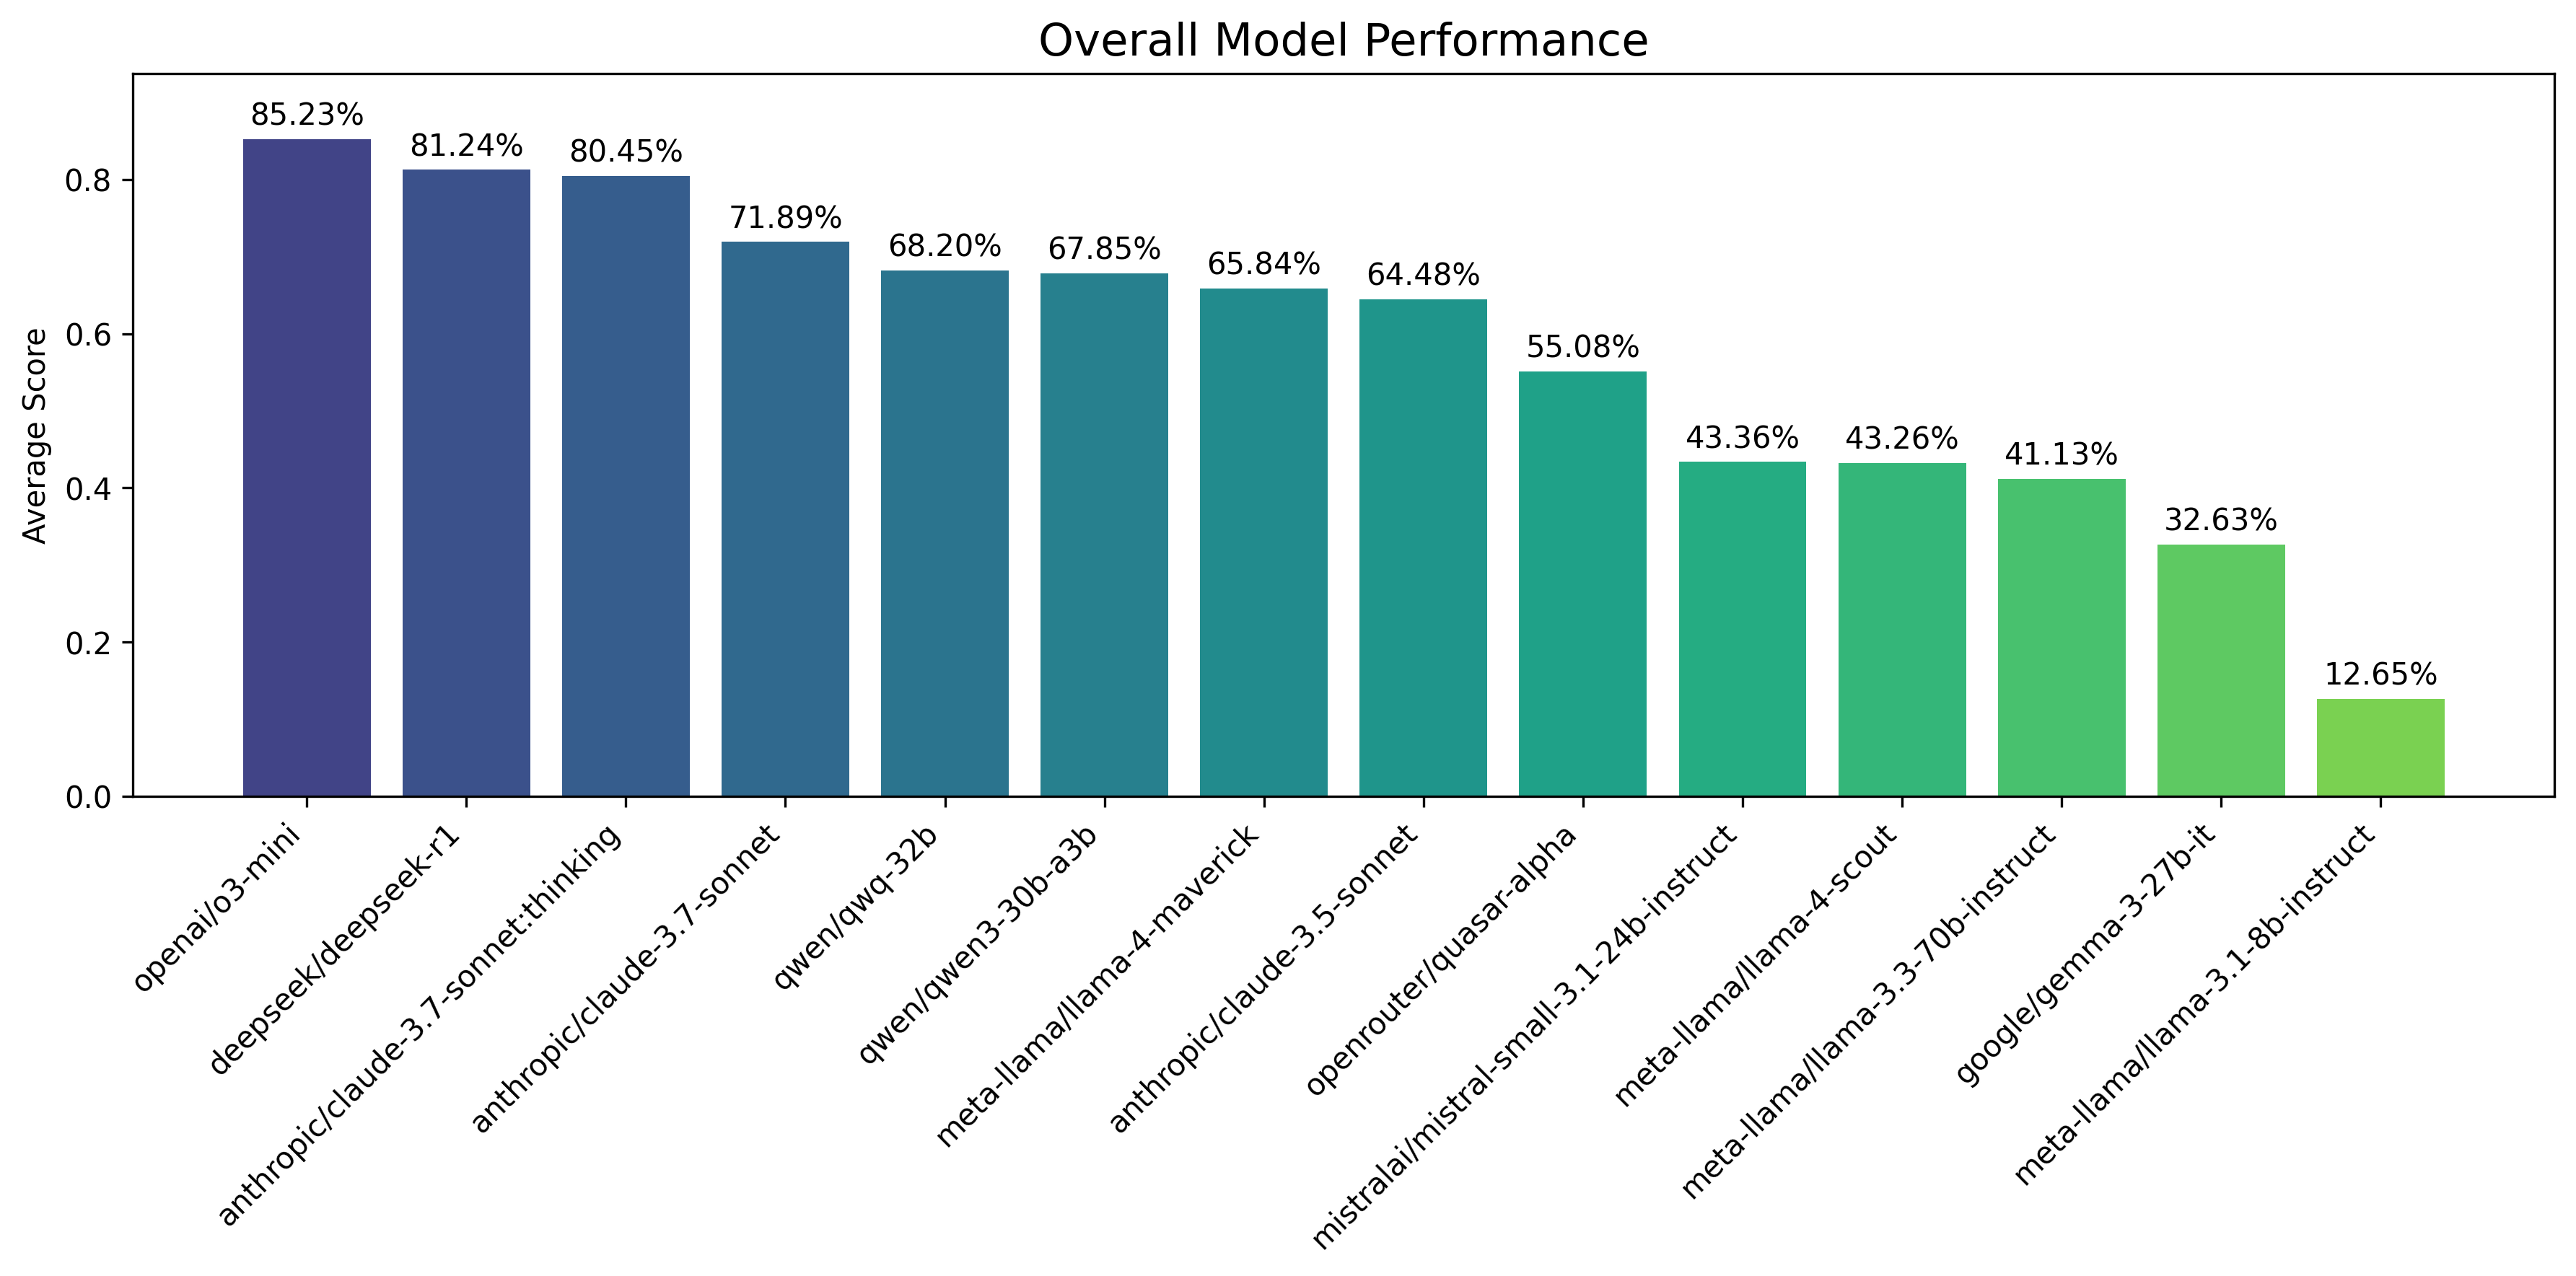 Overall Model Performance
85.23%
81.24%
80.45%
71.89%
68.20%
67.85%
65.84%
64.48%
55.08%
43.36%
43.26%
41.13%
32.63%
12.65%
Average Score
0.8
0.6
0.4
0.2
0.0
openai/o3-mini
deepseek/deepseek-r1
anthropic/claude-3.7-sonnet:thinking
anthropic/claude-3.7-sonnet
qwen/qwq-32b
qwen/qwen3-30b-a3b
meta-llama/llama-4-maverick
anthropic/claude-3.5-sonnet
openrouter/quasar-alpha
mistralai/mistral-small-3.1-24b-instruct
meta-llama/llama-4-scout
meta-llama/llama-3.3-70b-instruct
google/gemma-3-27b-it
meta-llama/llama-3.1-8b-instruct